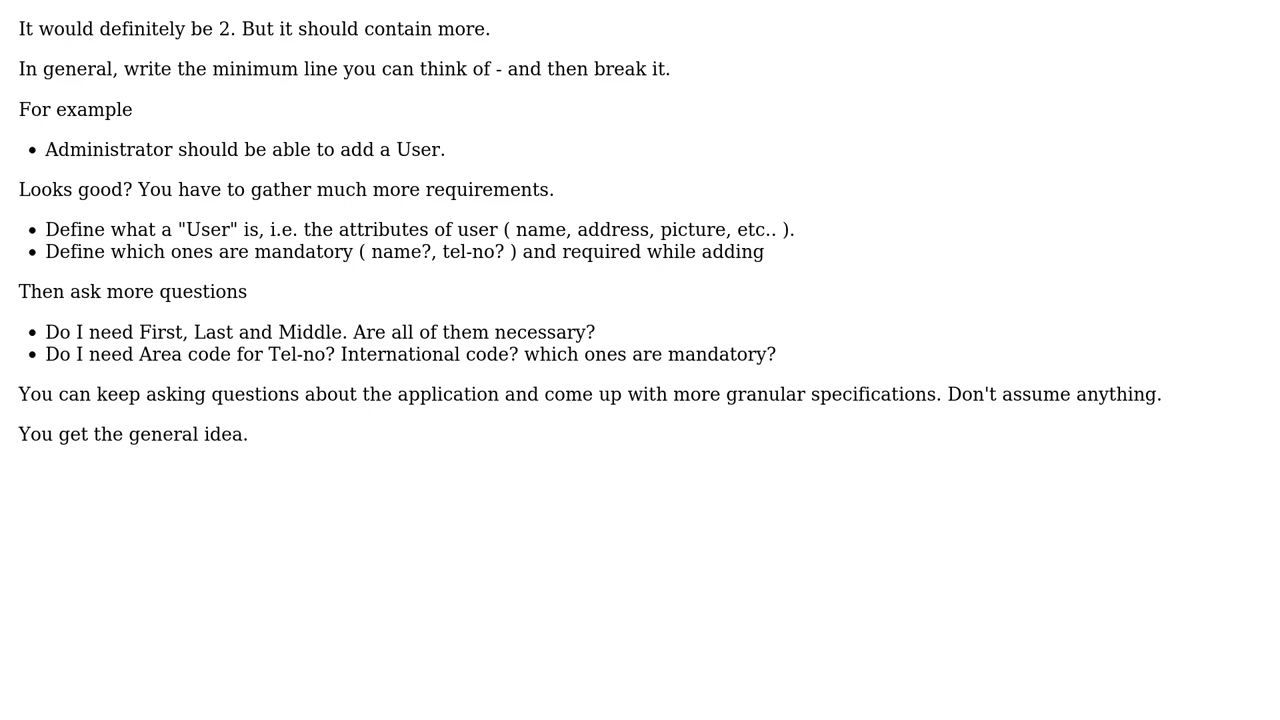 It would definitely be 2. But it should contain more.
In general, write the minimum line you can think of - and then break it.
For example
• Administrator should be able to add a User.
Looks good? You have to gather much more requirements.
• Define what a "User" is, i.e. the attributes of user ( name, address, picture, etc.. ).
• Define which ones are mandatory ( name?, tel-no? ) and required while adding
Then ask more questions
• Do I need First, Last and Middle. Are all of them necessary?
• Do I need Area code for Tel-no? International code? which ones are mandatory?
You can keep asking questions about the application and come up with more granular specifications. Don't assume anything.
You get the general idea.